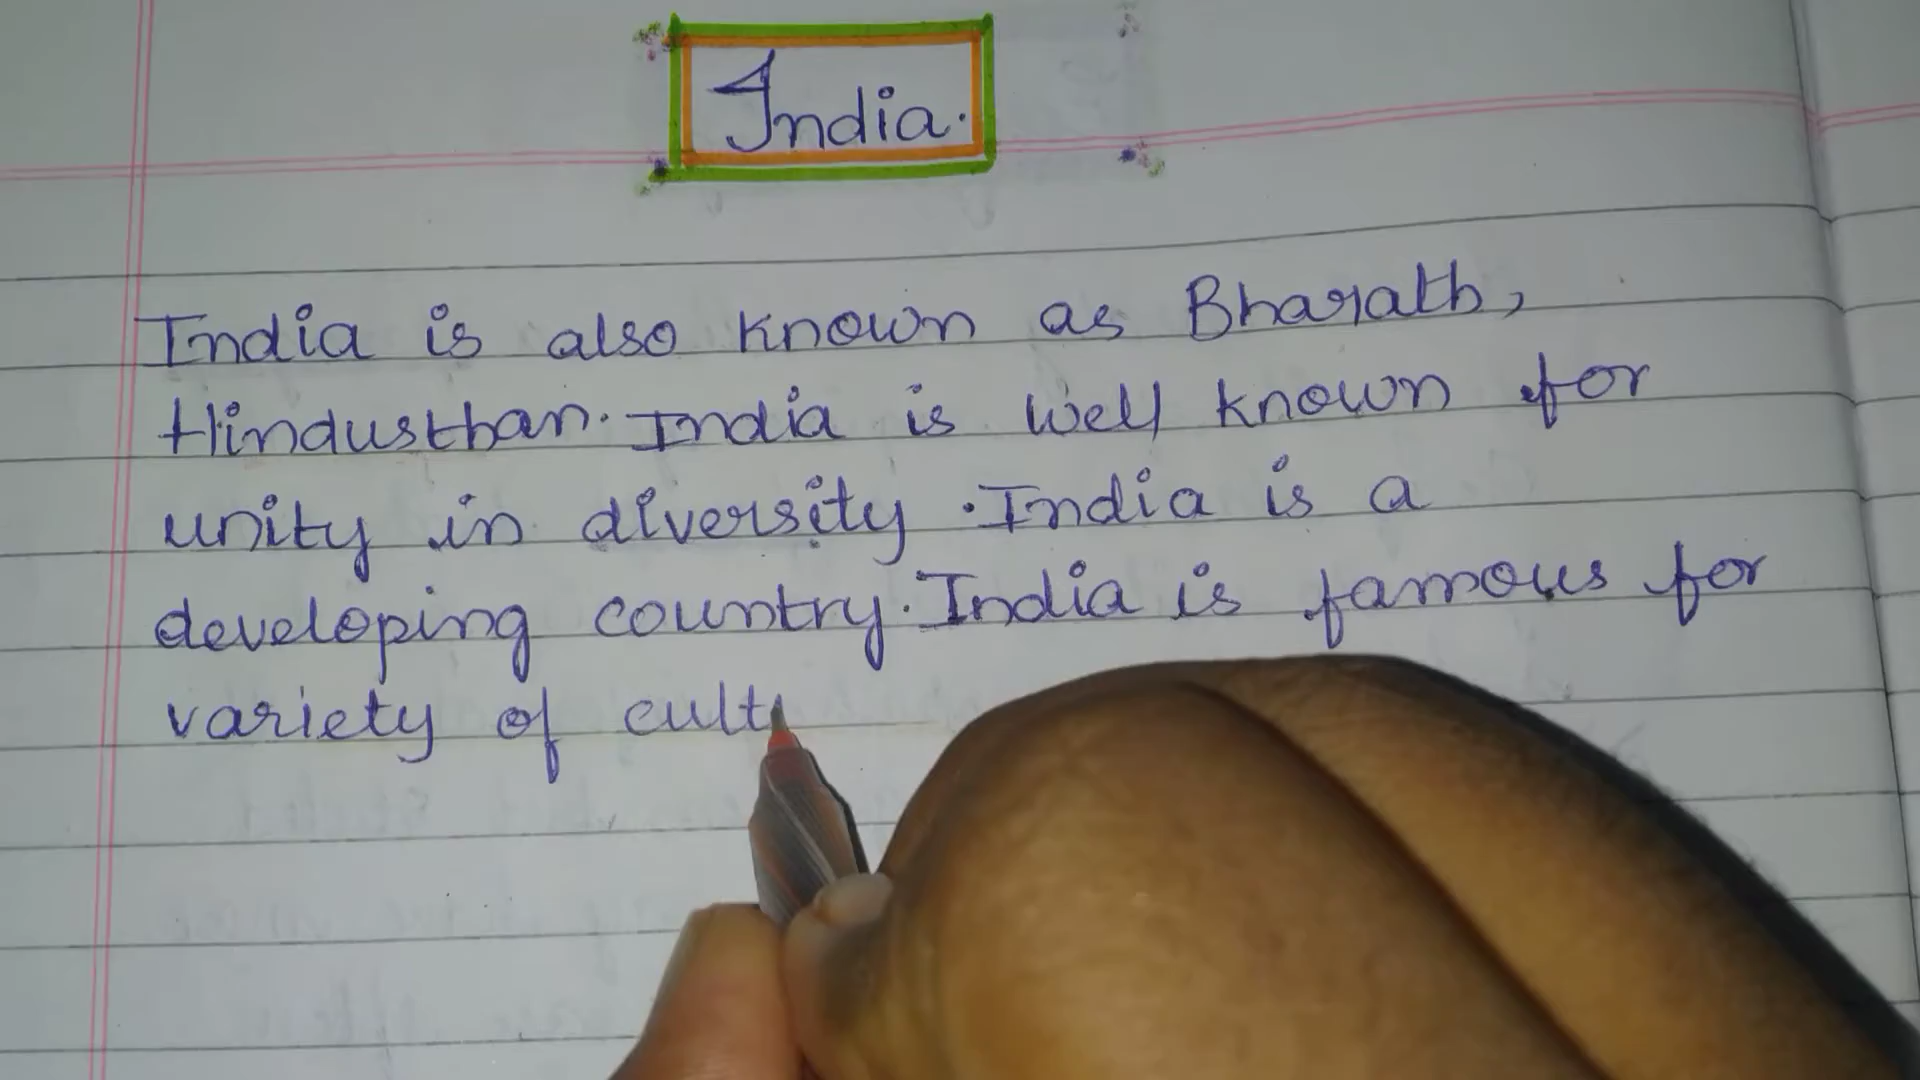 India.
India is also known as Bharath,
Hindusthan. India is well known for
unity in diversity. India is a
developing country. India is famous for
variety of cult